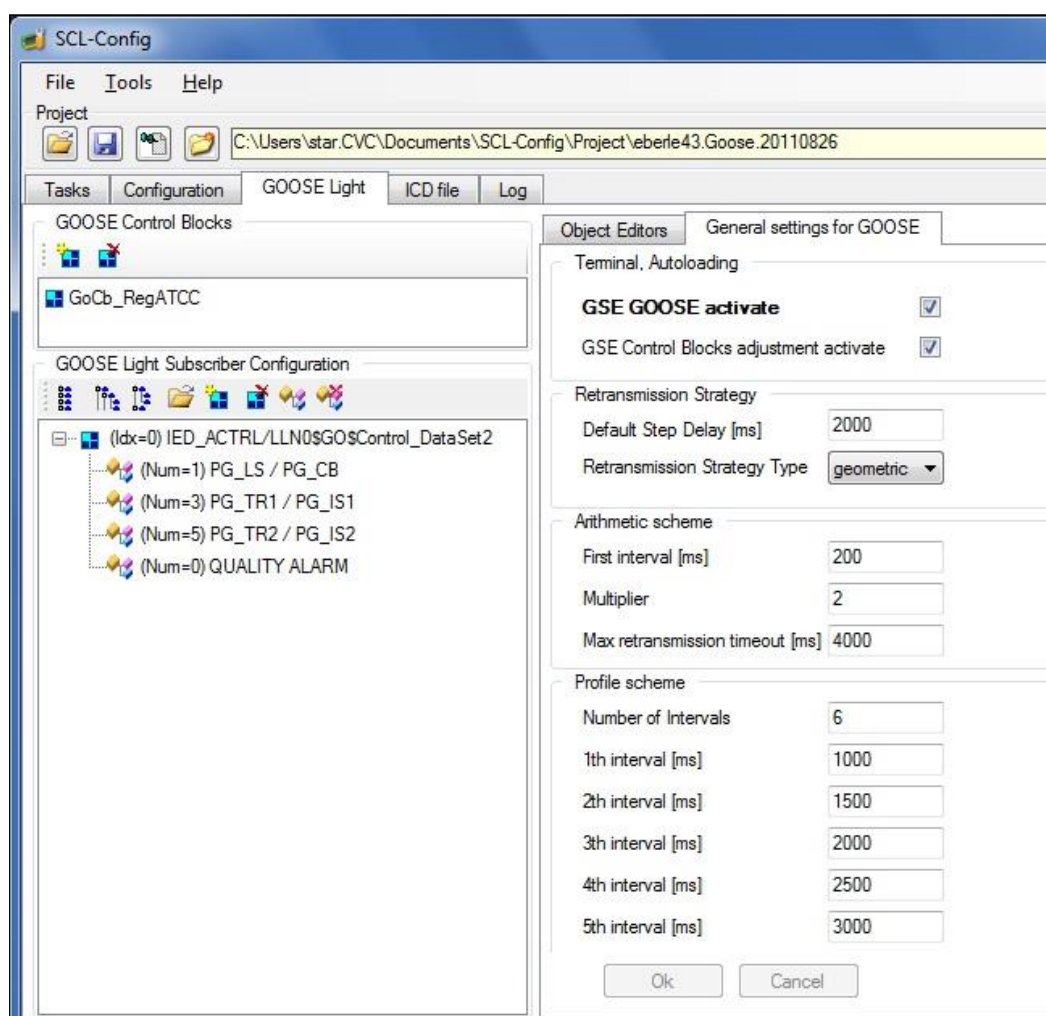 SCL-Config
File Tools Help
Project
C:\Users\star.CVC\Documents\SCL-Config\Project\eberle43.Goose.20110826
Tasks Configuration GOOSE Light ICD file Log
GOOSE Control Blocks
GoCb_RegATCC
GOOSE Light Subscriber Configuration
(Idx=0) IED_ACTRL/LLN0$GO$Control_DataSet2
(Num=1) PG_LS / PG_CB
(Num=3) PG_TR1 / PG_IS1
(Num=5) PG_TR2 / PG_IS2
(Num=0) QUALITY ALARM
Object Editors General settings for GOOSE
Terminal, Autoloading
GSE GOOSE activate
GSE Control Blocks adjustment activate
Retransmission Strategy
Default Step Delay [ms] 2000
Retransmission Strategy Type geometric
Arithmetic scheme
First interval [ms] 200
Multiplier 2
Max retransmission timeout [ms] 4000
Profile scheme
Number of Intervals 6
1th interval [ms] 1000
2th interval [ms] 1500
3th interval [ms] 2000
4th interval [ms] 2500
5th interval [ms] 3000
Ok Cancel